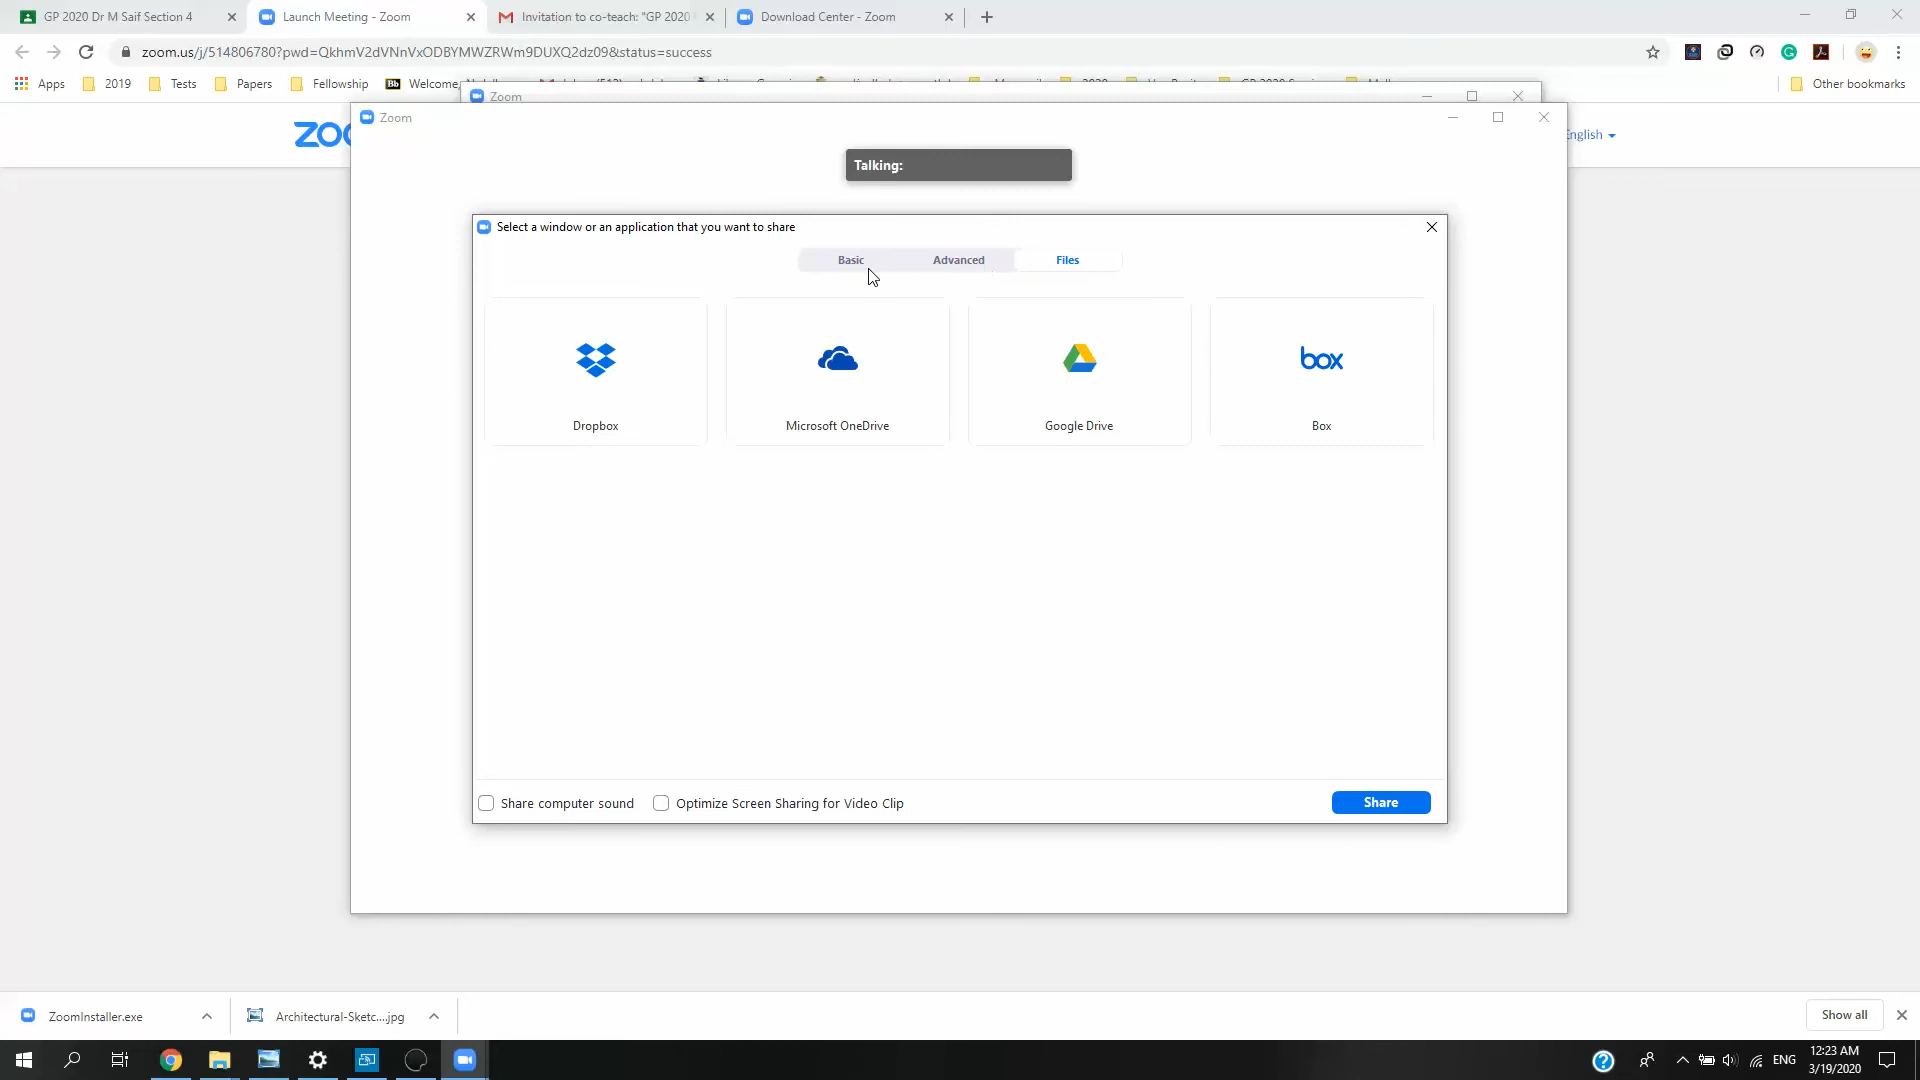 GP 2020 Dr M Saif Section 4
Launch Meeting - Zoom
Invitation to co-teach: "GP 2020
Download Center - Zoom
zoom.us/j/514806780?pwd=QkhmV2dVNnVxODBYMWZRWm9DUXQ2dz09&status=success
Apps
2019
Tests
Papers
Fellowship
Bb
Welcome,
Other bookmarks
Zoom
Zoom
zoo
English
Talking:
Select a window or an application that you want to share
Basic
Advanced
Files
box
Dropbox
Microsoft OneDrive
Google Drive
Box
Share computer sound
Optimize Screen Sharing for Video Clip
Share
ZoomInstaller.exe
Architectural-Sketc....jpg
Show all
ENG
12:23 AM
3/19/2020